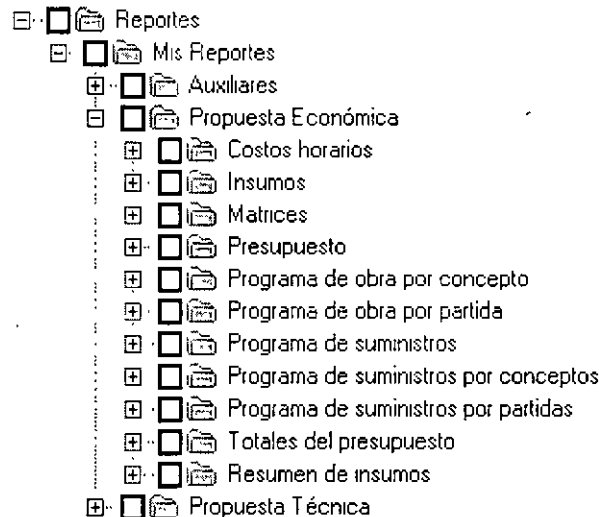 Reportes
Mis Reportes
Auxiliares
Propuesta Económica
Costos horarios
Insumos
Matrices
Presupuesto
Programa de obra por concepto
Programa de obra por partida
Programa de suministros
Programa de suministros por conceptos
Programa de suministros por partidas
Totales del presupuesto
Resumen de insumos
Propuesta Técnica